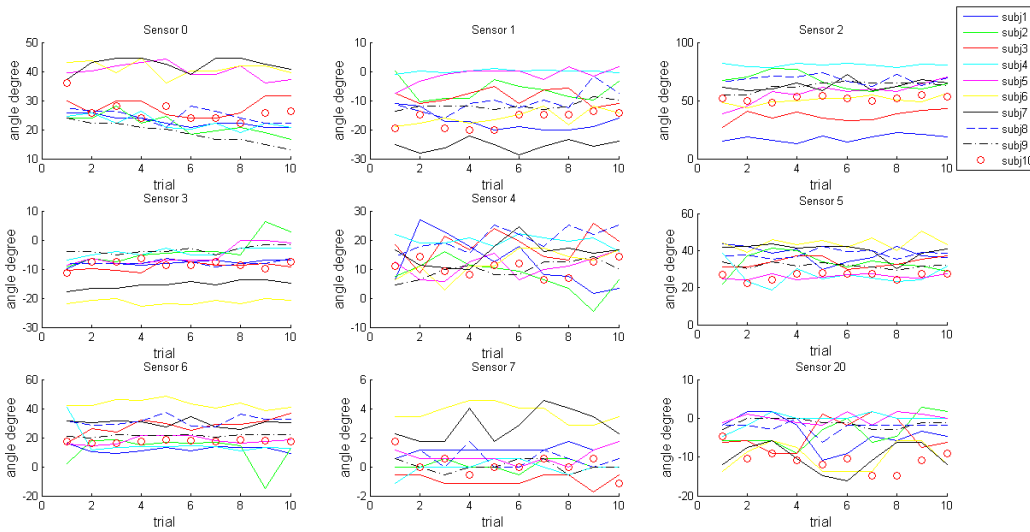 Sensor 0
50
40
30
20
10
0 2 4 6 8 10
angle degree
trial
Sensor 1
10
0
-10
-20
-30
0 2 4 6 8 10
angle degree
trial
Sensor 2
100
50
0
0 2 4 6 8 10
angle degree
trial
subj1
subj2
subj3
subj4
subj5
subj6
subj7
subj8
subj9
subj10
Sensor 3
10
0
-10
-20
-30
0 2 4 6 8 10
angle degree
trial
Sensor 4
30
20
10
0
-10
0 2 4 6 8 10
angle degree
trial
Sensor 5
60
40
20
0
0 2 4 6 8 10
angle degree
trial
Sensor 6
60
40
20
0
-20
0 2 4 6 8 10
angle degree
trial
Sensor 7
6
4
2
0
-2
0 2 4 6 8 10
angle degree
trial
Sensor 20
10
0
-10
-20
0 2 4 6 8 10
angle degree
trial